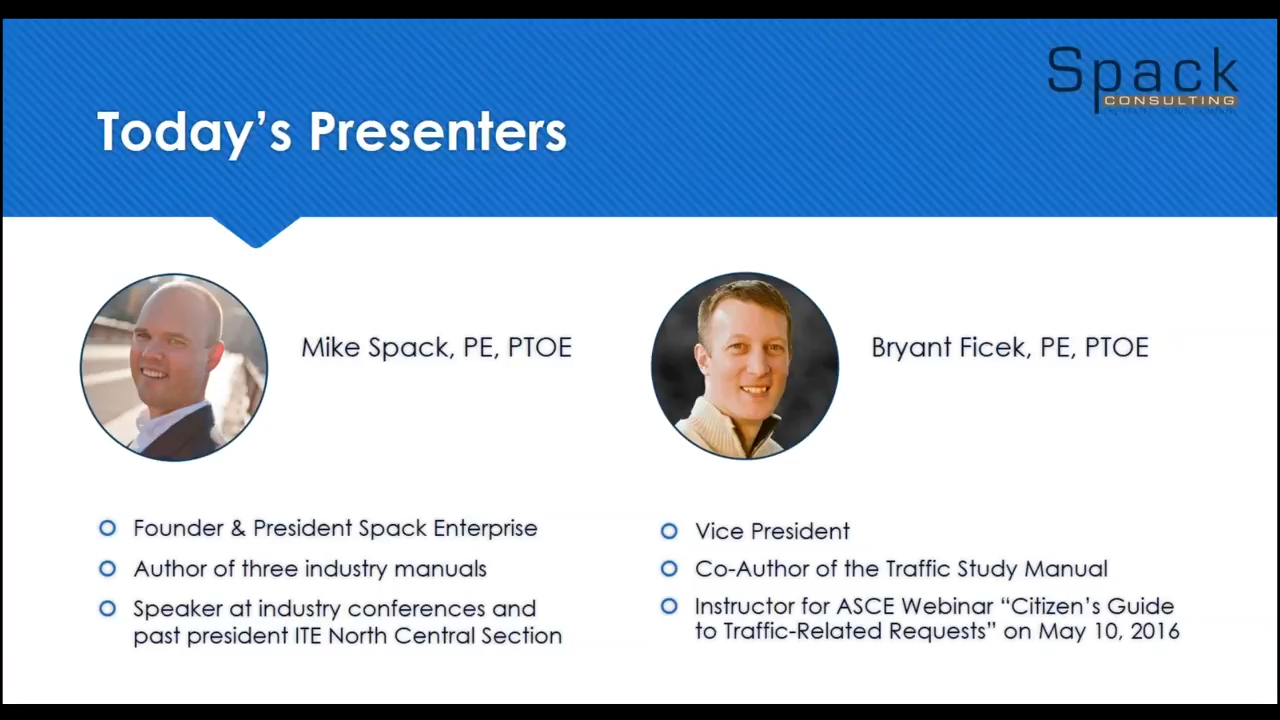 Spack
CONSULTING
Today's Presenters
Mike Spack, PE, PTOE
Founder & President Spack Enterprise
Author of three industry manuals
Speaker at industry conferences and
past president ITE North Central Section
Bryant Ficek, PE, PTOE
Vice President
Co-Author of the Traffic Study Manual
Instructor for ASCE Webinar “Citizen’s Guide
to Traffic-Related Requests” on May 10, 2016